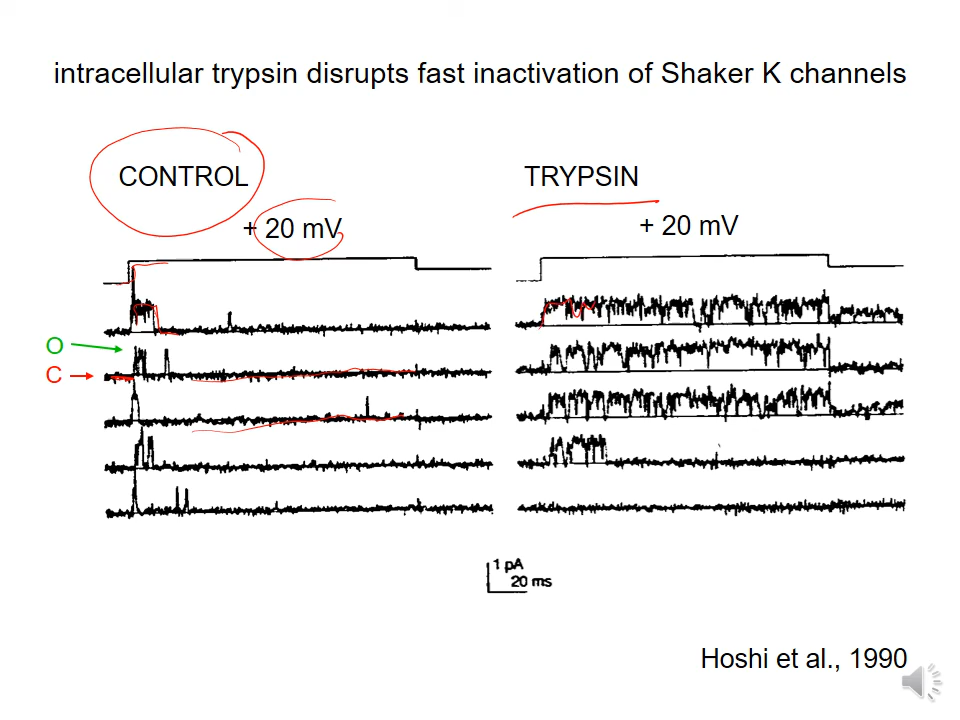 intracellular trypsin disrupts fast inactivation of Shaker K channels
CONTROL
TRYPSIN
+ 20 mV
+ 20 mV
O
C
1 pA
20 ms
Hoshi et al., 1990